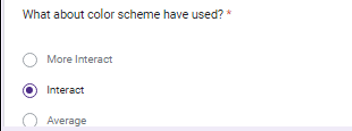 What about color scheme have used? *
More Interact
Interact
Average